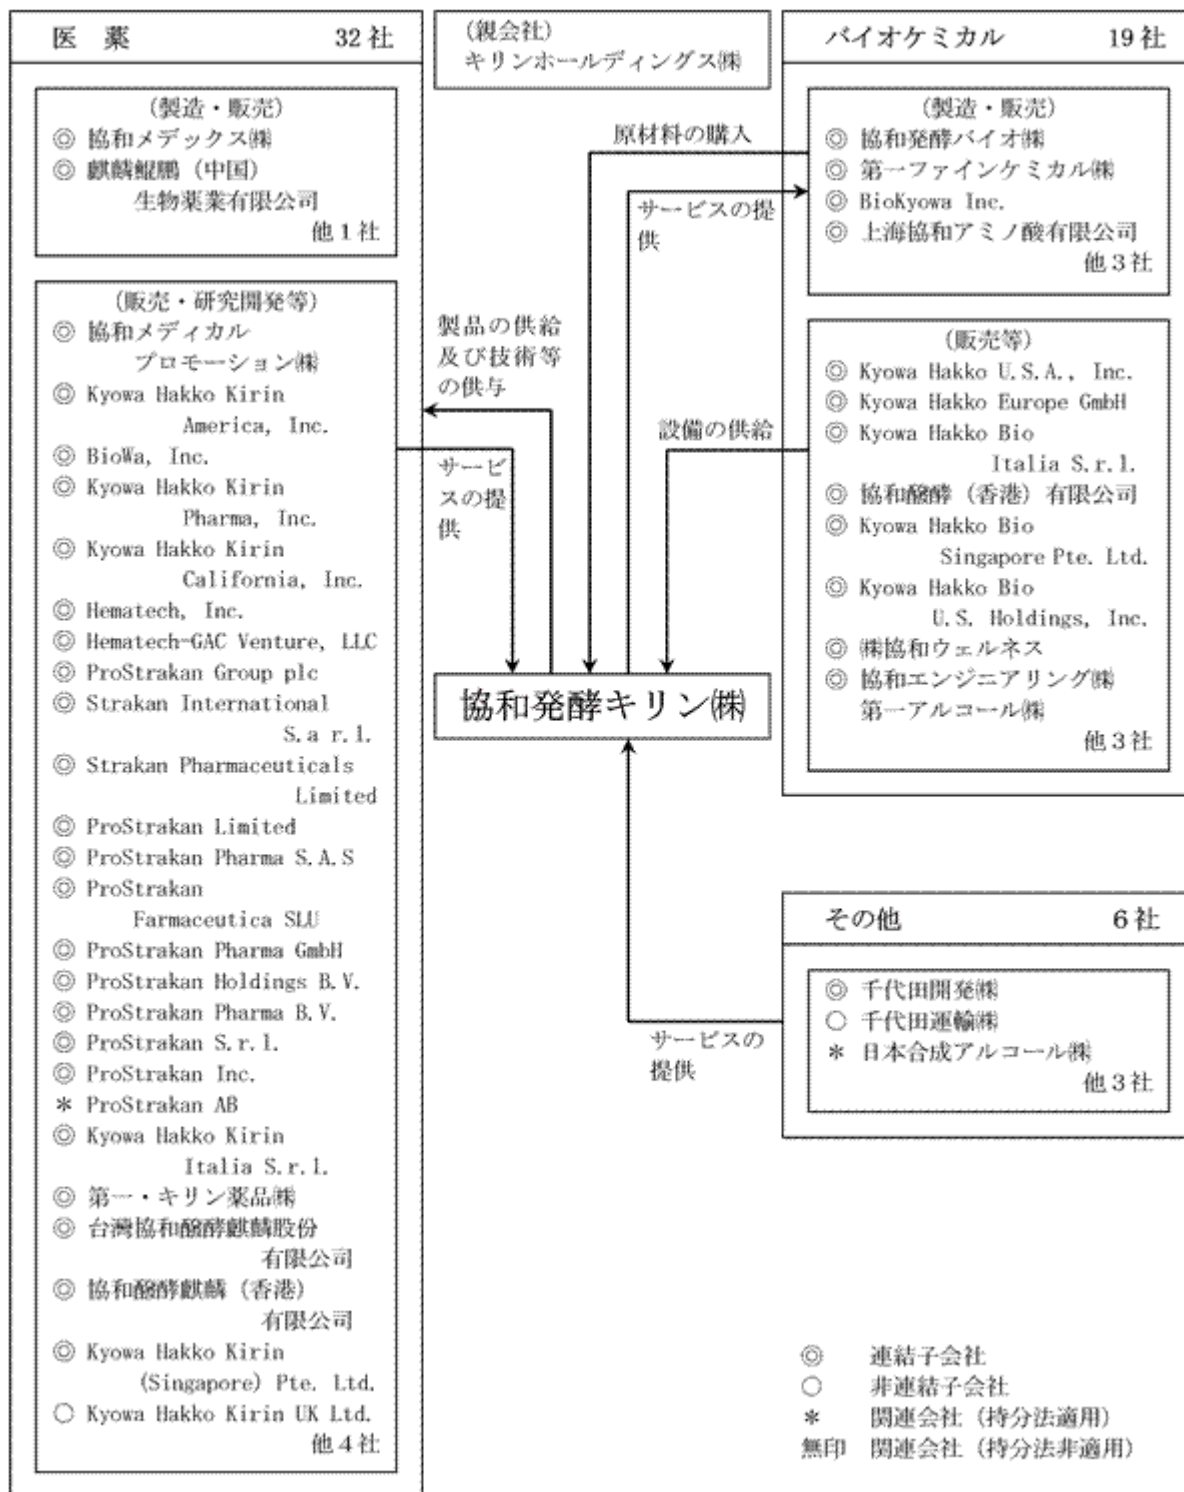 医 薬 32社
(製造・販売)
◎ 協和メデックス㈱
◎ 麒麟鯤鵬（中国）
生物薬業有限公司
他1社
(販売・研究開発等)
◎ 協和メディカル
プロモーション㈱
◎ Kyowa Hakko Kirin
America, Inc.
◎ BioWa, Inc.
◎ Kyowa Hakko Kirin
Pharma, Inc.
◎ Kyowa Hakko Kirin
California, Inc.
◎ Hematech, Inc.
◎ Hematech-GAC Venture, LLC
◎ ProStrakan Group plc
◎ Strakan International
S.a r.l.
◎ Strakan Pharmaceuticals
Limited
◎ ProStrakan Limited
◎ ProStrakan Pharma S.A.S
◎ ProStrakan
Farmaceutica SLU
◎ ProStrakan Pharma GmbH
◎ ProStrakan Holdings B.V.
◎ ProStrakan Pharma B.V.
◎ ProStrakan S.r.l.
◎ ProStrakan Inc.
* ProStrakan AB
◎ Kyowa Hakko Kirin
Italia S.r.l.
◎ 第一・キリン薬品㈱
◎ 台灣協和醱酵麒麟股份
有限公司
◎ 協和醱酵麒麟（香港）
有限公司
◎ Kyowa Hakko Kirin
(Singapore) Pte. Ltd.
○ Kyowa Hakko Kirin UK Ltd.
他4社
(親会社)
キリンホールディングス㈱
原材料の購入
サービスの提
供
製品の供給
及び技術等
の供与
サービ
スの提
供
設備の供給
協和発酵キリン㈱
サービスの
提供
バイオケミカル 19社
(製造・販売)
◎ 協和発酵バイオ㈱
◎ 第一ファインケミカル㈱
◎ BioKyowa Inc.
◎ 上海協和アミノ酸有限公司
他3社
(販売等)
◎ Kyowa Hakko U.S.A., Inc.
◎ Kyowa Hakko Europe GmbH
◎ Kyowa Hakko Bio
Italia S.r.l.
◎ 協和醱酵（香港）有限公司
◎ Kyowa Hakko Bio
Singapore Pte. Ltd.
◎ Kyowa Hakko Bio
U.S. Holdings, Inc.
◎ ㈱協和ウェルネス
◎ 協和エンジニアリング㈱
第一アルコール㈱
他3社
その他 6社
◎ 千代田開発㈱
○ 千代田運輸㈱
* 日本合成アルコール㈱
他3社
◎ 連結子会社
○ 非連結子会社
* 関連会社（持分法適用）
無印 関連会社（持分法非適用）